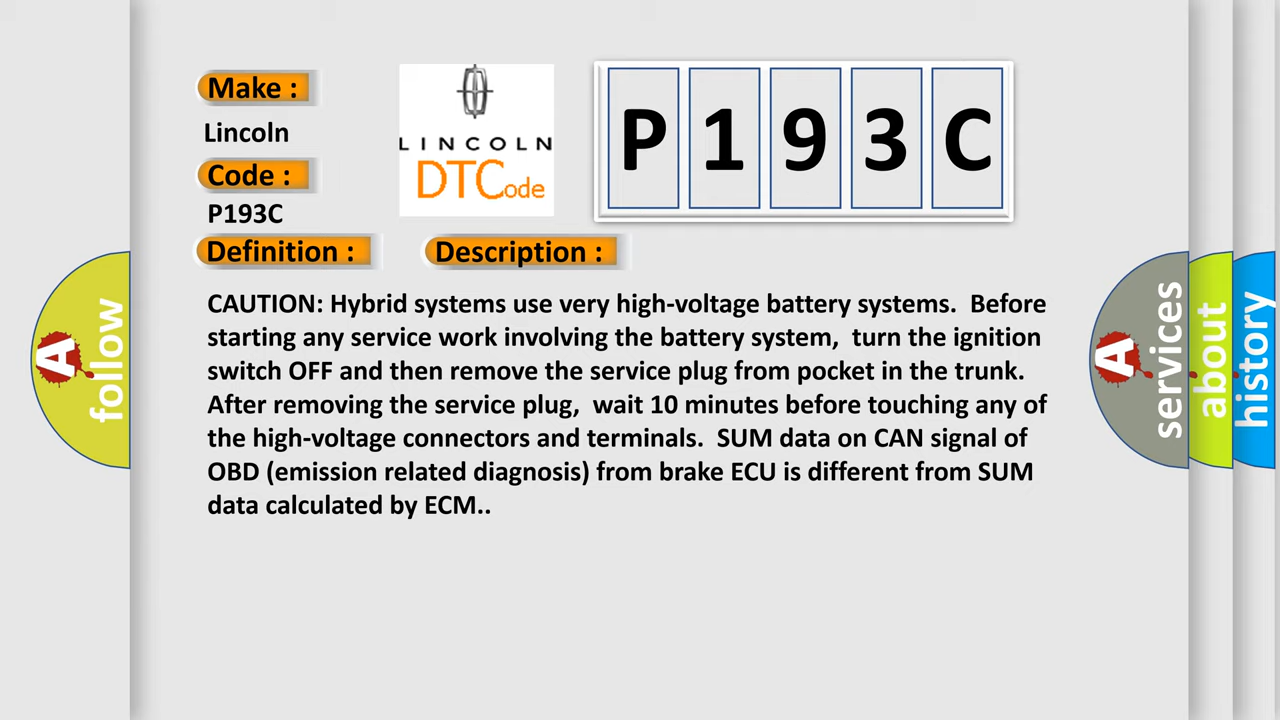 Make :
Lincoln
Code :
P193C
LINCOLN
DTCode
P193C
Definition :
Description :
CAUTION: Hybrid systems use very high-voltage battery systems. Before
starting any service work involving the battery system, turn the ignition
switch OFF and then remove the service plug from pocket in the trunk.
After removing the service plug, wait 10 minutes before touching any of
the high-voltage connectors and terminals. SUM data on CAN signal of
OBD (emission related diagnosis) from brake ECU is different from SUM
data calculated by ECM..
A
follow
A
services
about
history